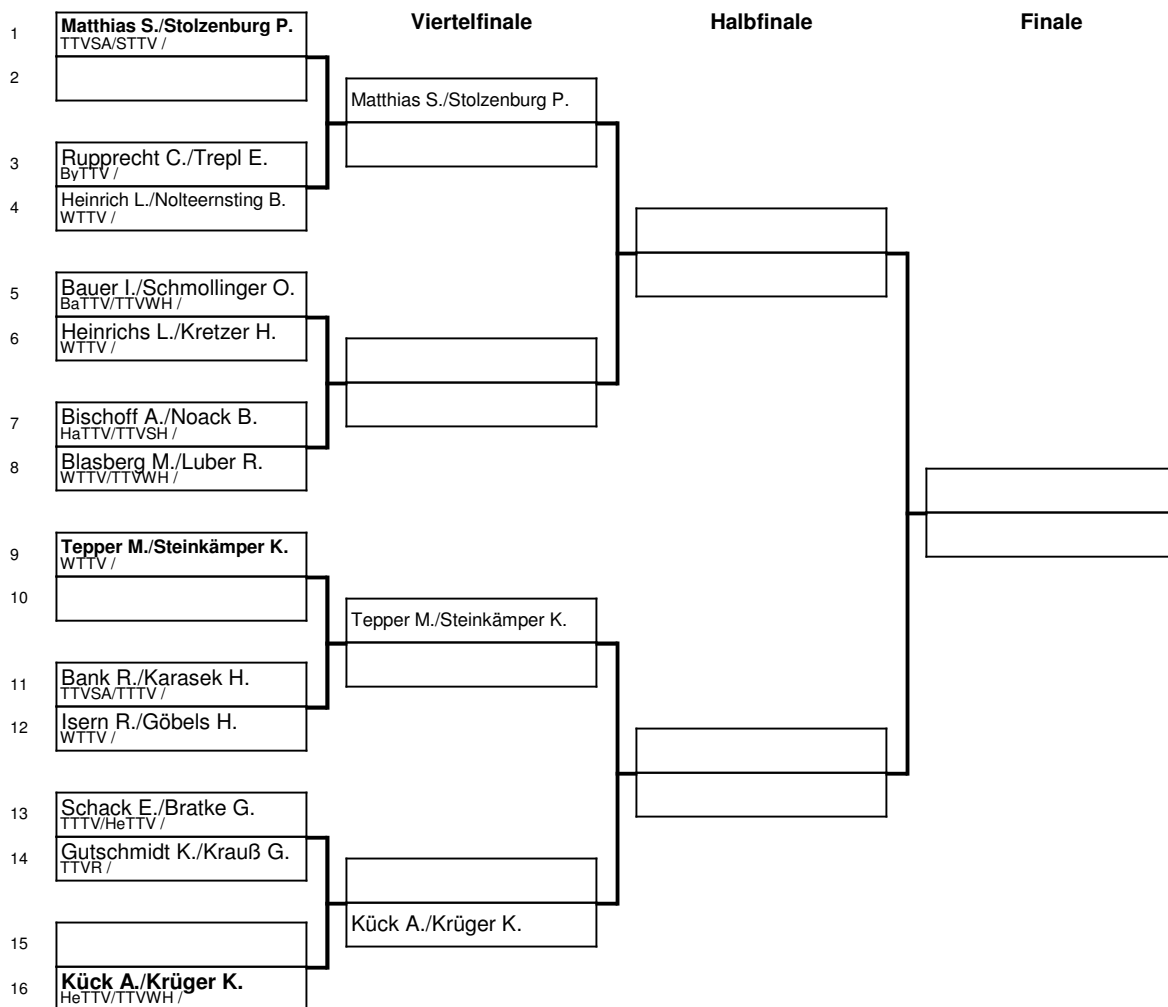 Viertelfinale
Halbfinale
Finale
1
Matthias S./Stolzenburg P.
TTVSA/STTV /
2
Matthias S./Stolzenburg P.
3
Rupprecht C./Trepl E.
ByTTV /
4
Heinrich L./Nolteernsting B.
WTTV /
5
Bauer I./Schmollinger O.
BaTTV/TTVWH /
6
Heinrichs L./Kretzer H.
WTTV /
7
Bischoff A./Noack B.
HaTTV/TTVSH /
8
Blasberg M./Luber R.
WTTV/TTVWH /
9
Tepper M./Steinkämper K.
WTTV /
10
Tepper M./Steinkämper K.
11
Bank R./Karasek H.
TTVSA/TTTV /
12
Isern R./Göbels H.
WTTV /
13
Schack E./Bratke G.
TTTV/HeTTV /
14
Gutschmidt K./Krauß G.
TTVR /
Kück A./Krüger K.
15
16
Kück A./Krüger K.
HeTTV/TTVWH /